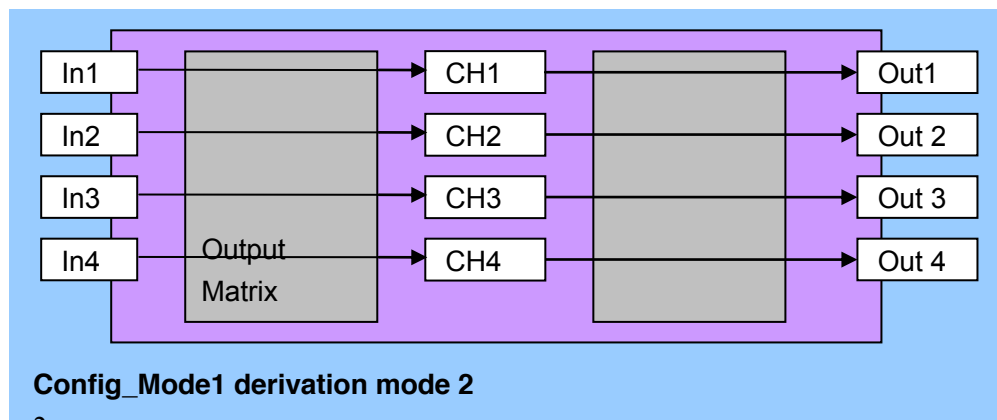 In1 CH1 Out1
In2 CH2 Out 2
In3 CH3 Out 3
In4 Output CH4 Out 4
Matrix
Config_Mode1 derivation mode 2